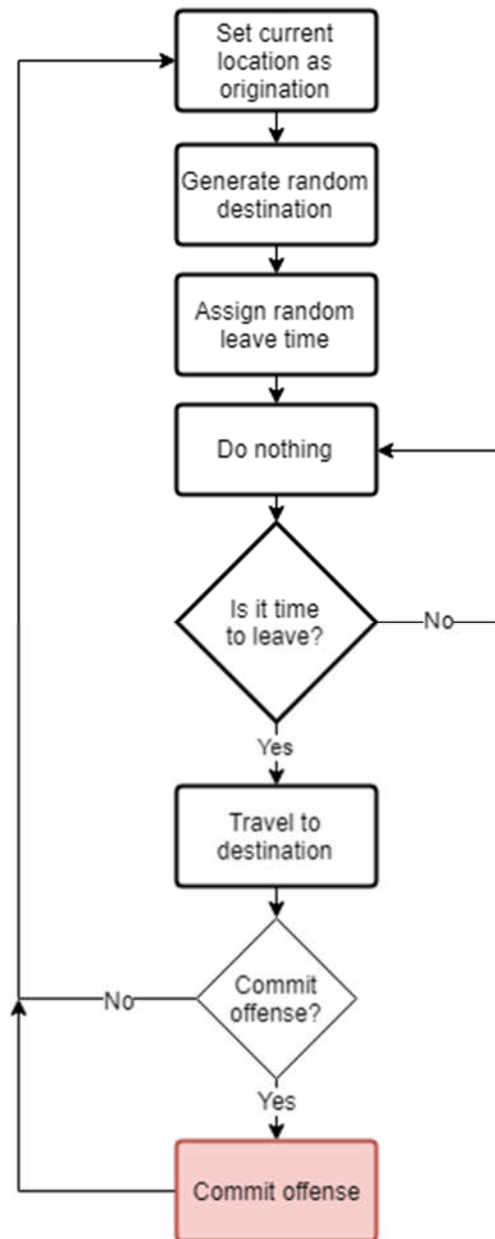 Set current
location as
origination
Generate random
destination
Assign random
leave time
Do nothing
Is it time
to leave?
No
Yes
Travel to
destination
Commit
offense?
No
Yes
Commit offense